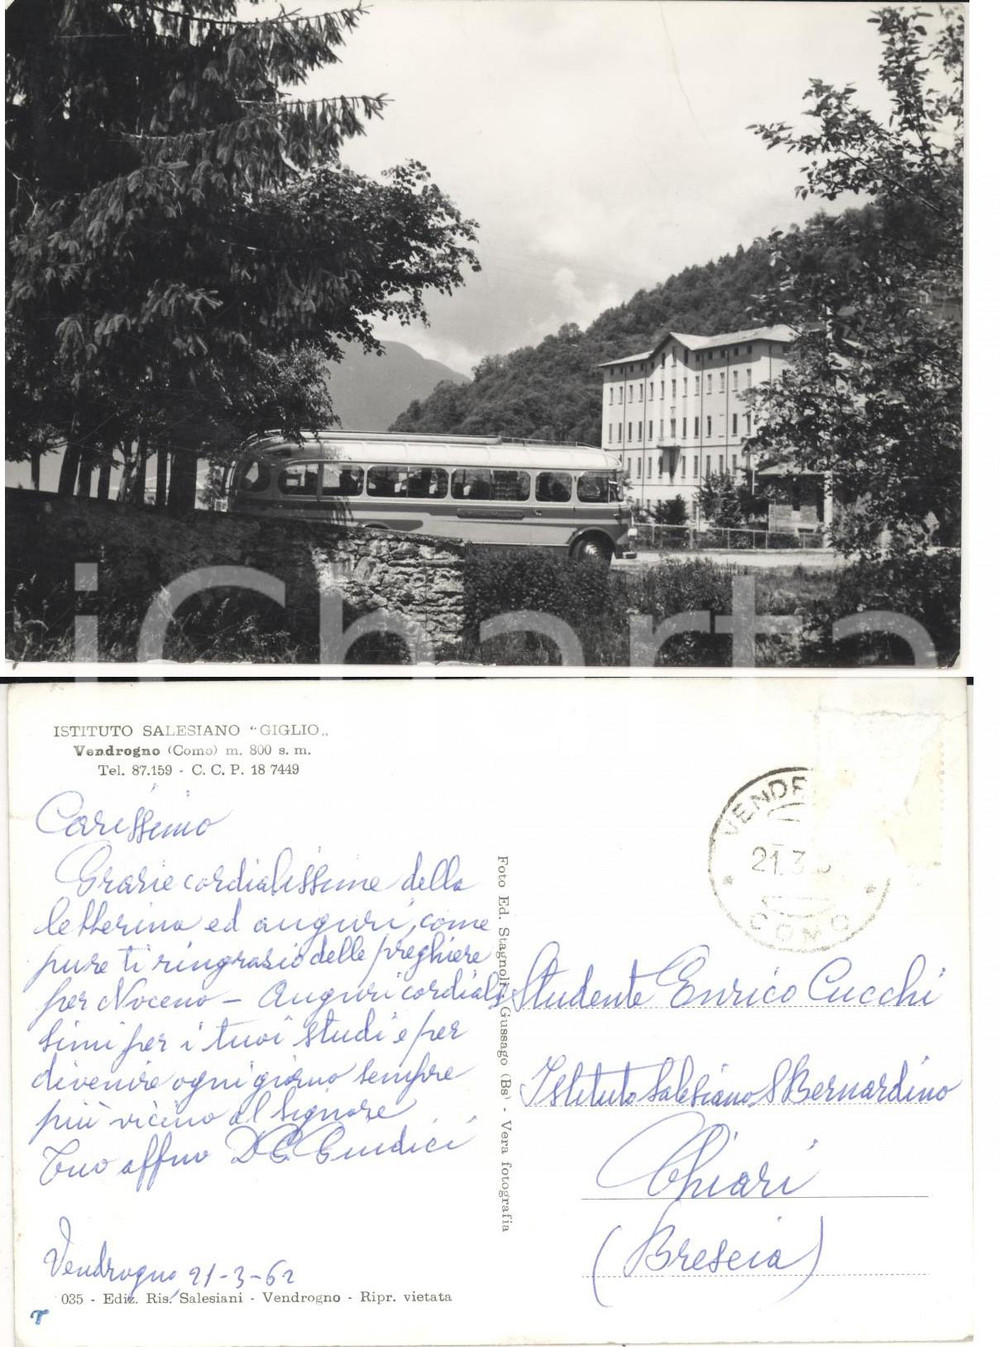 iCharta
ISTITUTO SALESIANO "GIGLIO„
Vendrogno (Como) m. 800 s. m.
Tel. 87.159 - C. C. P. 18 7449
Carissimo
Grazie cordialissime della
letterina ed auguri, come
pure ti ringrazio delle preghiere
per Noceno - Auguri cordialis
simi per i tuoi studi e per
divenire ogni giorno sempre
più vicino al Signore
Tuo affmo D C Giudici
Vendrogno, 21-3-62
035 - Ediz. Ris. Salesiani - Vendrogno - Ripr. vietata
Foto Ed. Stagnoli Gussago (Bs) - Vera fotografia
21.3.
COMO
Studente Enrico Cucchi
Istituto Salesiano S Bernardino
Chiari
(Brescia)